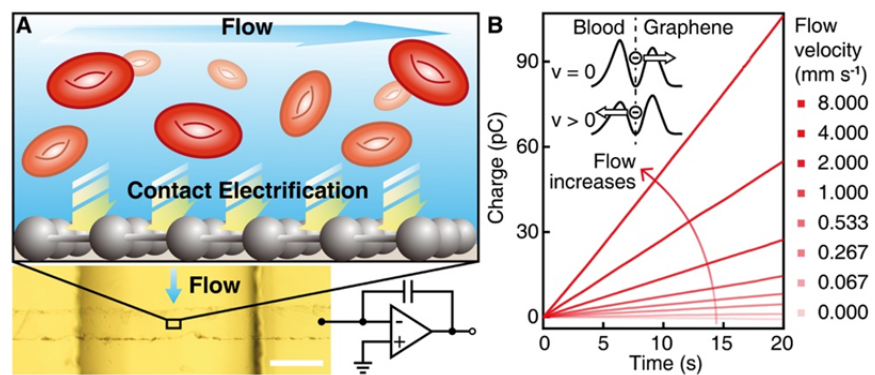 A
Flow
Contact Electrification
Flow
-
+
B
Blood
Graphene
v = 0
v > 0
Flow
increases
Charge (pC)
90
60
30
0
0
5
10
15
20
Time (s)
Flow
velocity
(mm s⁻¹)
8.000
4.000
2.000
1.000
0.533
0.267
0.067
0.000